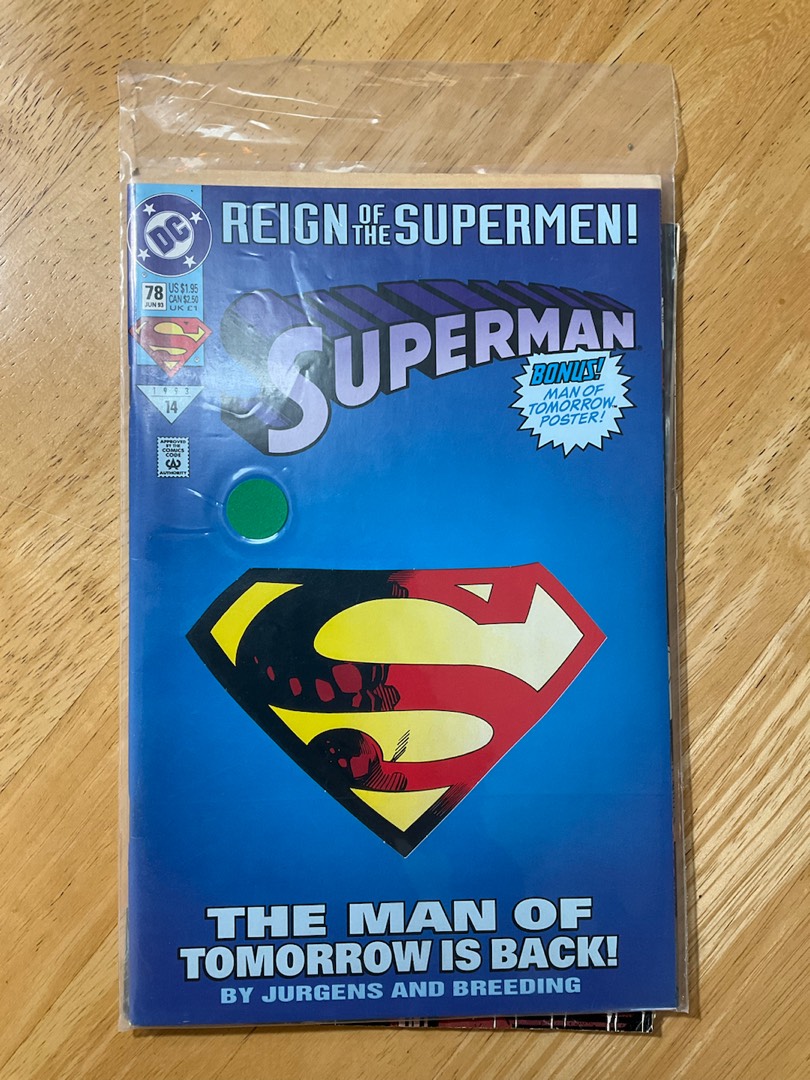 REIGN OF THE SUPERMEN!
DC
78
JUN 93
US $1.95
CAN $2.50
UK £1
S
1993
14
APPROVED
BY THE
COMICS
CODE
CA
AUTHORITY
SUPERMAN
BONUS!
MAN OF
TOMORROW
POSTER!
S
THE MAN OF
TOMORROW IS BACK!
BY JURGENS AND BREEDING